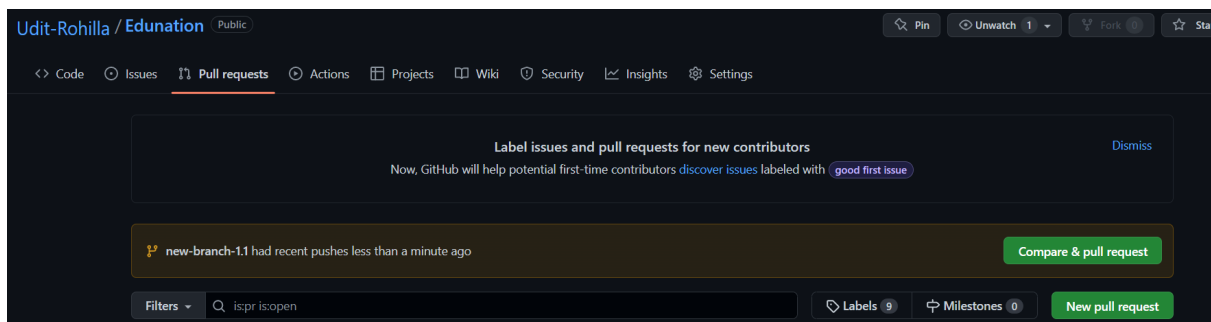 Udit-Rohilla / Edunation Public Pin Unwatch 1 Fork 0 Sta
Code Issues Pull requests Actions Projects Wiki Security Insights Settings
Label issues and pull requests for new contributors Dismiss
Now, GitHub will help potential first-time contributors discover issues labeled with good first issue
new-branch-1.1 had recent pushes less than a minute ago Compare & pull request
Filters is:pr is:open Labels 9 Milestones 0 New pull request